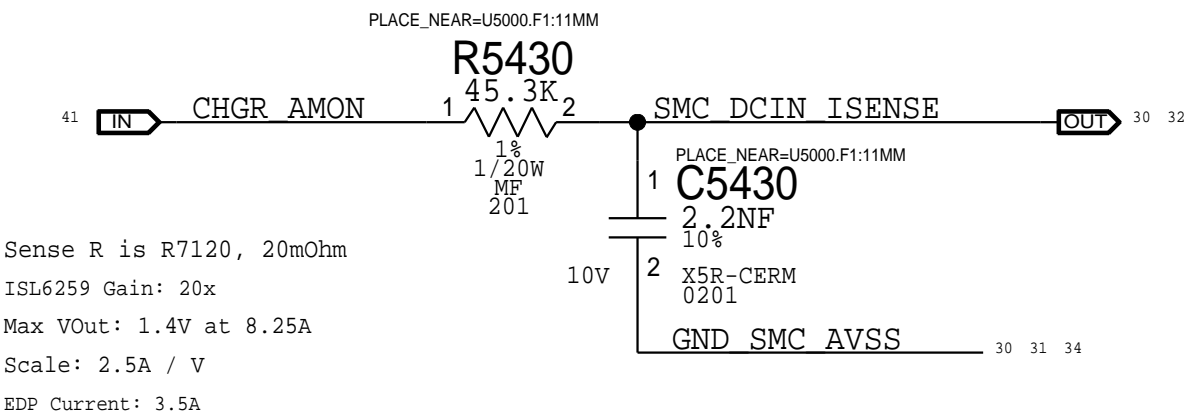 PLACE_NEAR=U5000.F1:11MM
R5430
45.3K
41 IN CHGR_AMON 1 2 SMC_DCIN_ISENSE OUT 30 32
1%
1/20W
MF
201
PLACE_NEAR=U5000.F1:11MM
1 C5430
2.2NF
10%
10V 2 X5R-CERM
0201
GND_SMC_AVSS 30 31 34
Sense R is R7120, 20mOhm
ISL6259 Gain: 20x
Max VOut: 1.4V at 8.25A
Scale: 2.5A / V
EDP Current: 3.5A